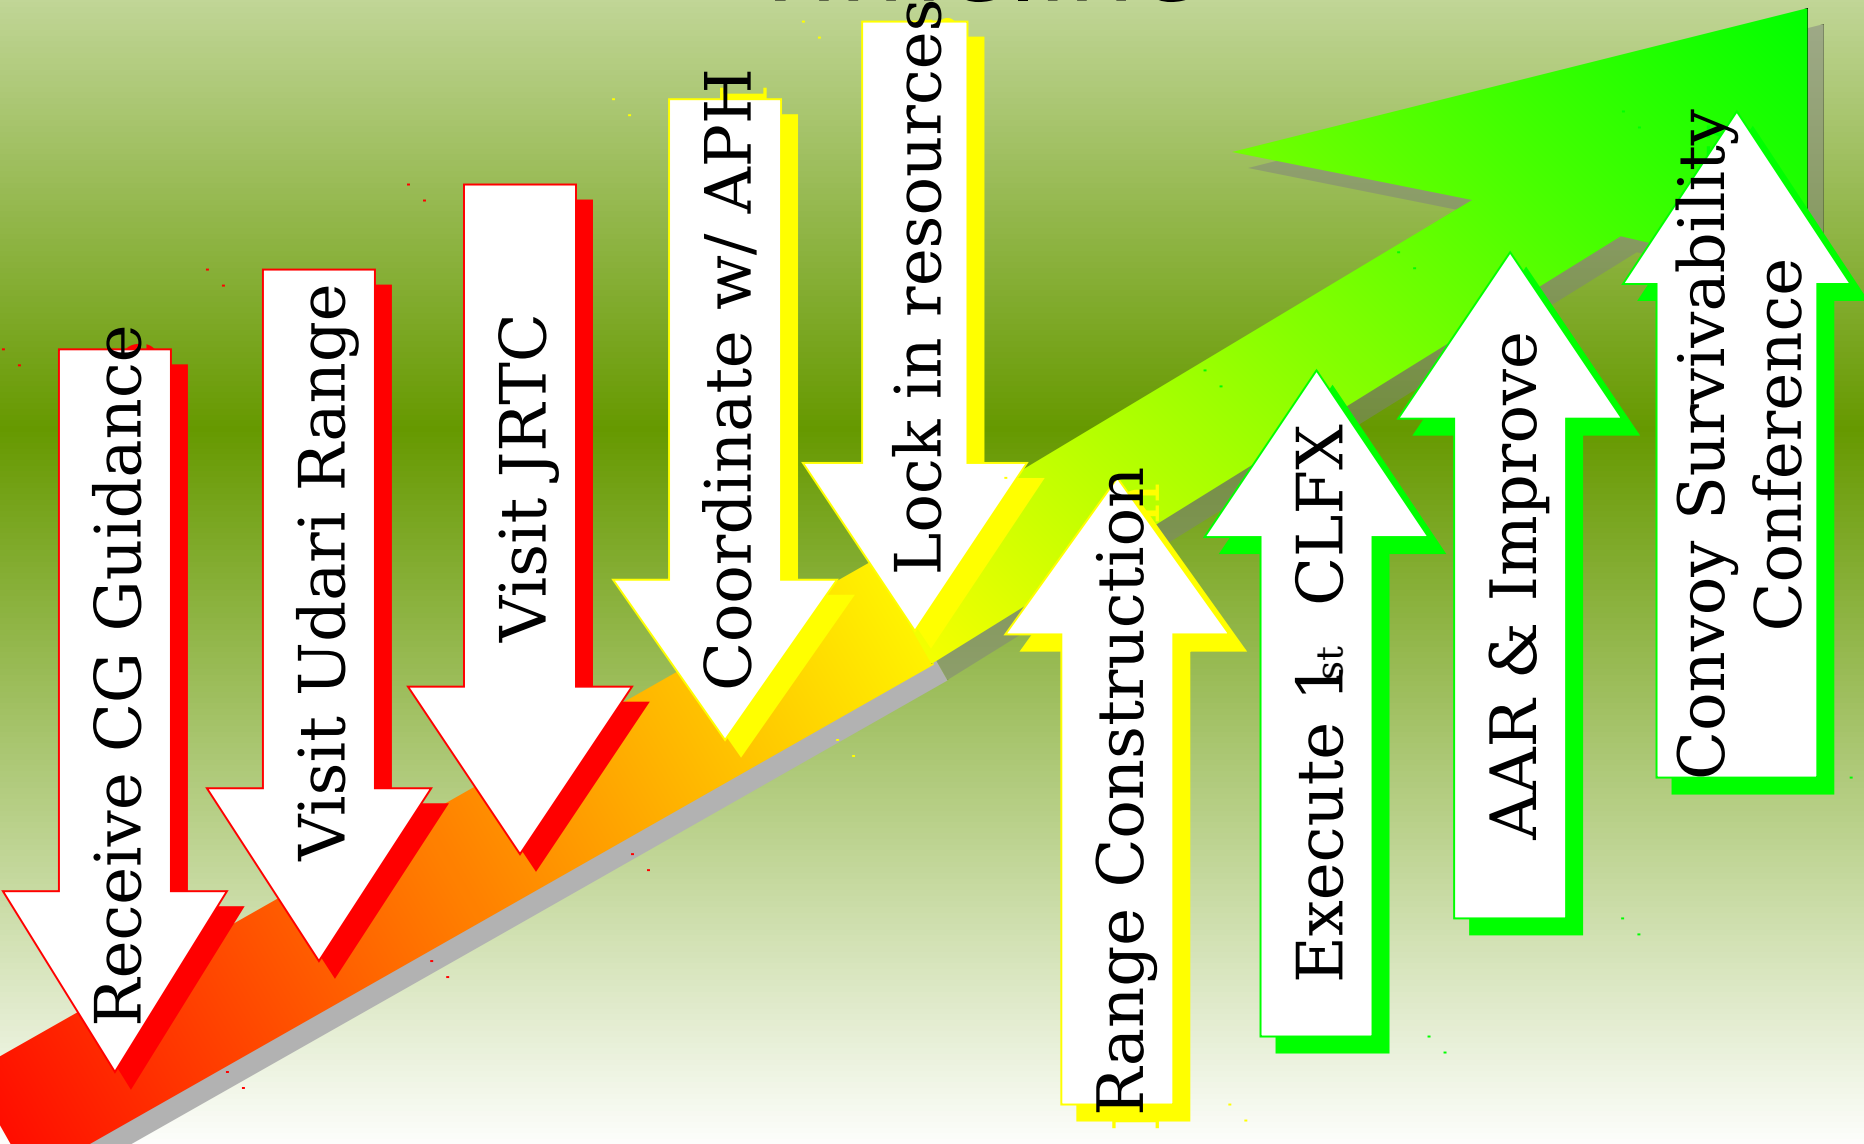 Receive CG Guidance
Visit Udari Range
Visit JRTC
Coordinate w/ APH
Lock in resources
Range Construction
Execute 1st CLFX
AAR & Improve
Convoy Survivability
Conference